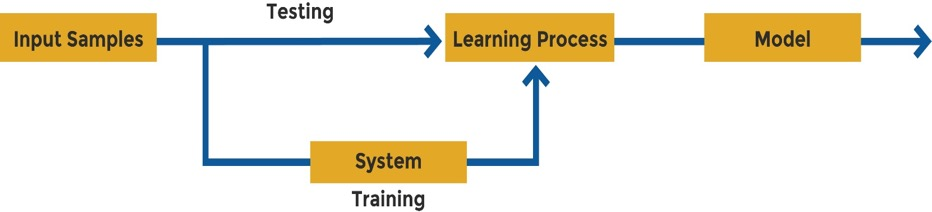 Testing
Input Samples
Learning Process
Model
System
Training